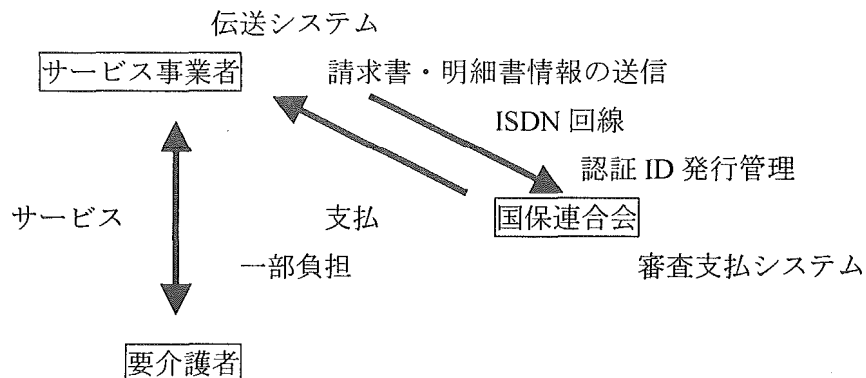 伝送システム
サービス事業者
請求書・明細書情報の送信
ISDN 回線
認証 ID 発行管理
サービス
支払
国保連合会
一部負担
審査支払システム
要介護者